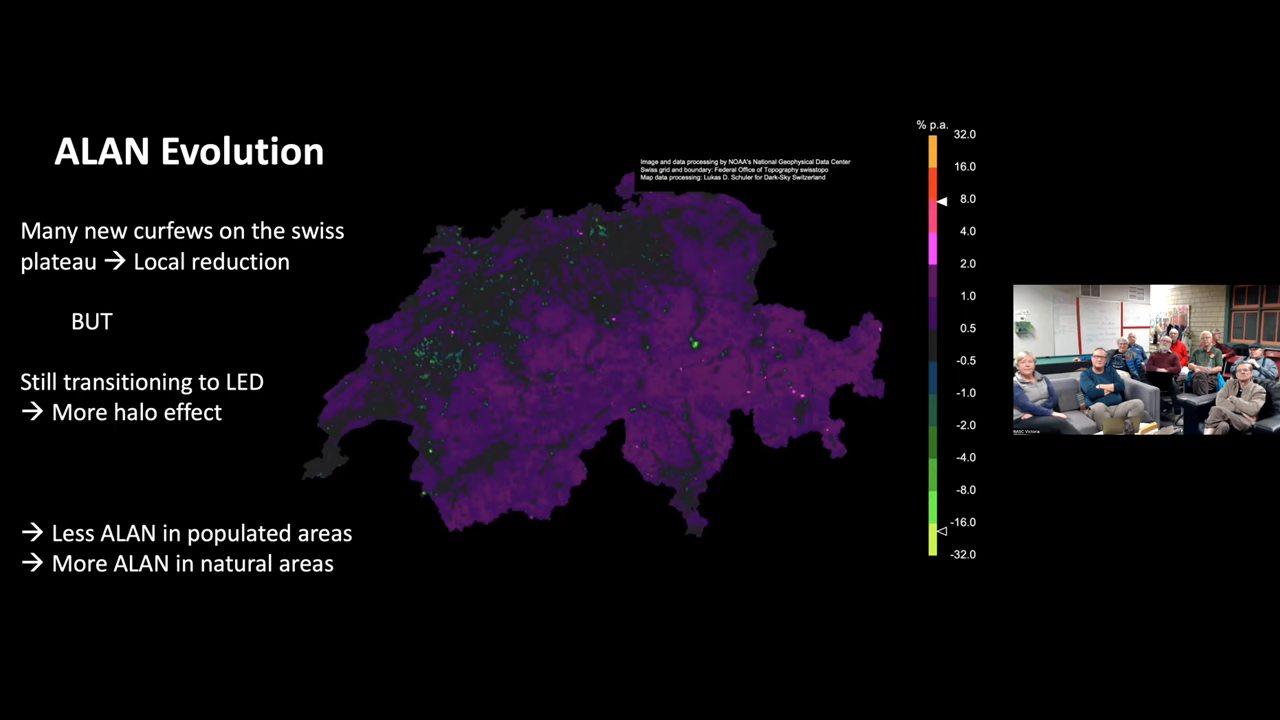 ALAN Evolution
Many new curfews on the swiss
plateau → Local reduction
BUT
Still transitioning to LED
→ More halo effect
→ Less ALAN in populated areas
→ More ALAN in natural areas
Image and data processing by NOAA's National Geophysical Data Center
Swiss grid and boundary: Federal Office of Topography swisstopo
Map data processing: Lukas D. Schuler for Dark-Sky Switzerland
% p.a.
32.0
16.0
8.0
4.0
2.0
1.0
0.5
-0.5
-1.0
-2.0
-4.0
-8.0
-16.0
-32.0
RASC Victoria